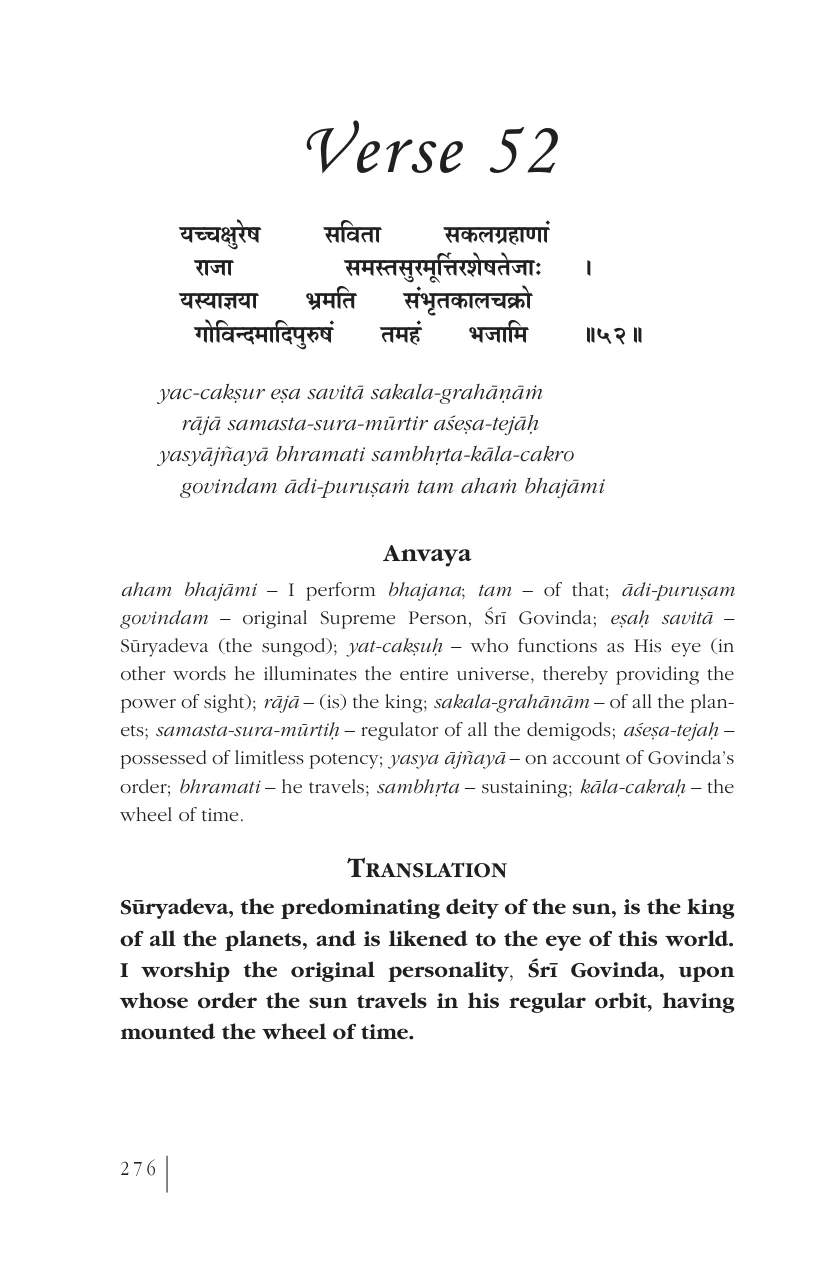 Verse 52
यच्चक्षुरेष सविता सकलग्रहाणां
राजा समस्तसुरमूर्त्तिरशेषतेजाः ।
यस्याज्ञया भ्रमति संभृतकालचक्रो
गोविन्दमादिपुरुषं तमहं भजामि ॥५२॥
yac-cakṣur eṣa savitā sakala-grahāṇāṁ
rājā samasta-sura-mūrtir aśeṣa-tejāḥ
yasyājñayā bhramati sambhṛta-kāla-cakro
govindam ādi-puruṣaṁ tam ahaṁ bhajāmi
Anvaya
aham bhajāmi – I perform bhajana; tam – of that; ādi-puruṣam
govindam – original Supreme Person, Śrī Govinda; eṣaḥ savitā –
Sūryadeva (the sungod); yat-cakṣuḥ – who functions as His eye (in
other words he illuminates the entire universe, thereby providing the
power of sight); rājā – (is) the king; sakala-grahānām – of all the plan-
ets; samasta-sura-mūrtiḥ – regulator of all the demigods; aśeṣa-tejaḥ –
possessed of limitless potency; yasya ājñayā – on account of Govinda's
order; bhramati – he travels; sambhṛta – sustaining; kāla-cakraḥ – the
wheel of time.
TRANSLATION
Sūryadeva, the predominating deity of the sun, is the king
of all the planets, and is likened to the eye of this world.
I worship the original personality, Śrī Govinda, upon
whose order the sun travels in his regular orbit, having
mounted the wheel of time.
276